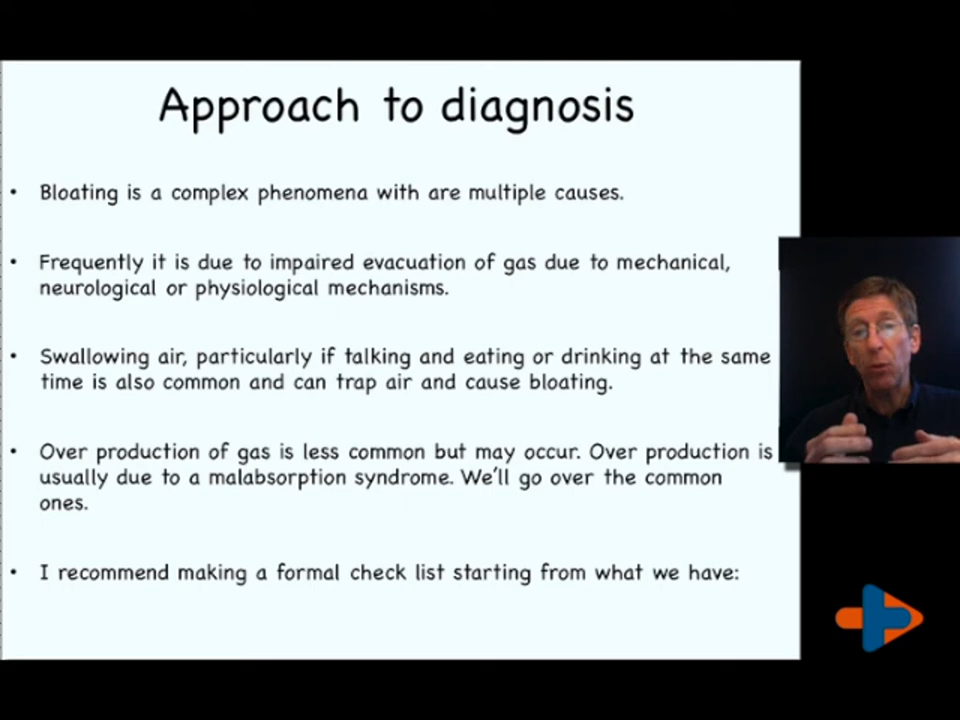 Approach to diagnosis
• Bloating is a complex phenomena with are multiple causes.
• Frequently it is due to impaired evacuation of gas due to mechanical,
neurological or physiological mechanisms.
• Swallowing air, particularly if talking and eating or drinking at the same
time is also common and can trap air and cause bloating.
• Over production of gas is less common but may occur. Over production is
usually due to a malabsorption syndrome. We'll go over the common
ones.
• I recommend making a formal check list starting from what we have: